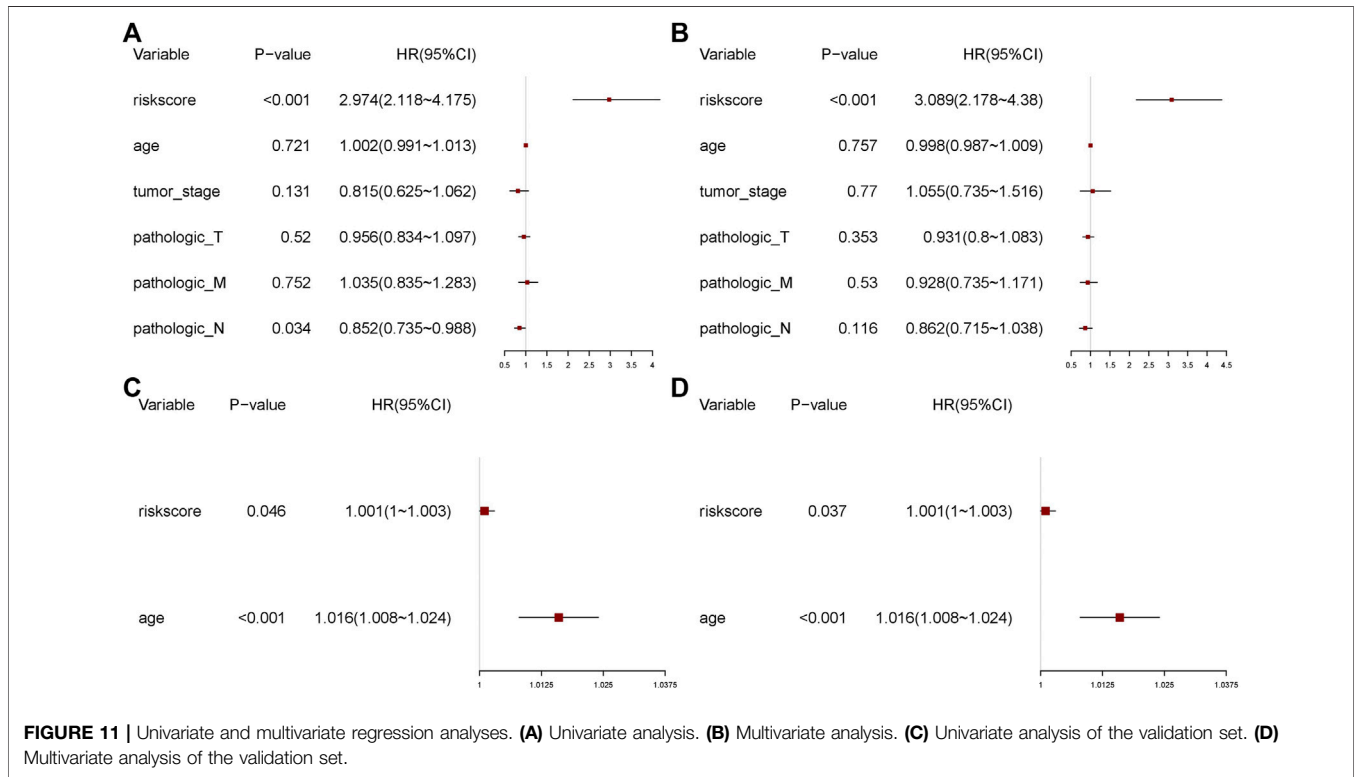 A
Variable P-value HR(95%CI)
riskscore <0.001 2.974(2.118~4.175)
age 0.721 1.002(0.991~1.013)
tumor_stage 0.131 0.815(0.625~1.062)
pathologic_T 0.52 0.956(0.834~1.097)
pathologic_M 0.752 1.035(0.835~1.283)
pathologic_N 0.034 0.852(0.735~0.988)
0.5 1 1.5 2 2.5 3 3.5 4
B
Variable P-value HR(95%CI)
riskscore <0.001 3.089(2.178~4.38)
age 0.757 0.998(0.987~1.009)
tumor_stage 0.77 1.055(0.735~1.516)
pathologic_T 0.353 0.931(0.8~1.083)
pathologic_M 0.53 0.928(0.735~1.171)
pathologic_N 0.116 0.862(0.715~1.038)
0.5 1 1.5 2 2.5 3 3.5 4 4.5
C
Variable P-value HR(95%CI)
riskscore 0.046 1.001(1~1.003)
age <0.001 1.016(1.008~1.024)
1 1.0125 1.025 1.0375
D
Variable P-value HR(95%CI)
riskscore 0.037 1.001(1~1.003)
age <0.001 1.016(1.008~1.024)
1 1.0125 1.025 1.0375
FIGURE 11 | Univariate and multivariate regression analyses. (A) Univariate analysis. (B) Multivariate analysis. (C) Univariate analysis of the validation set. (D)
Multivariate analysis of the validation set.